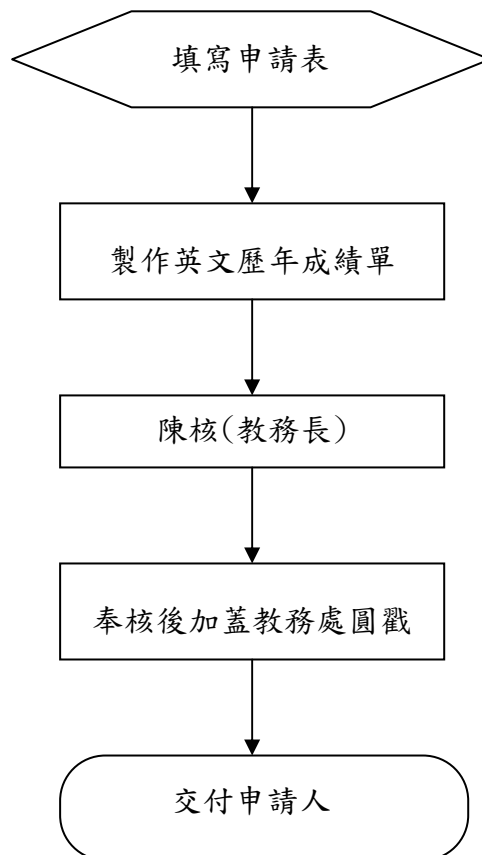 填寫申請表
製作英文歷年成績單
陳核(教務長)
奉核後加蓋教務處圓戳
交付申請人